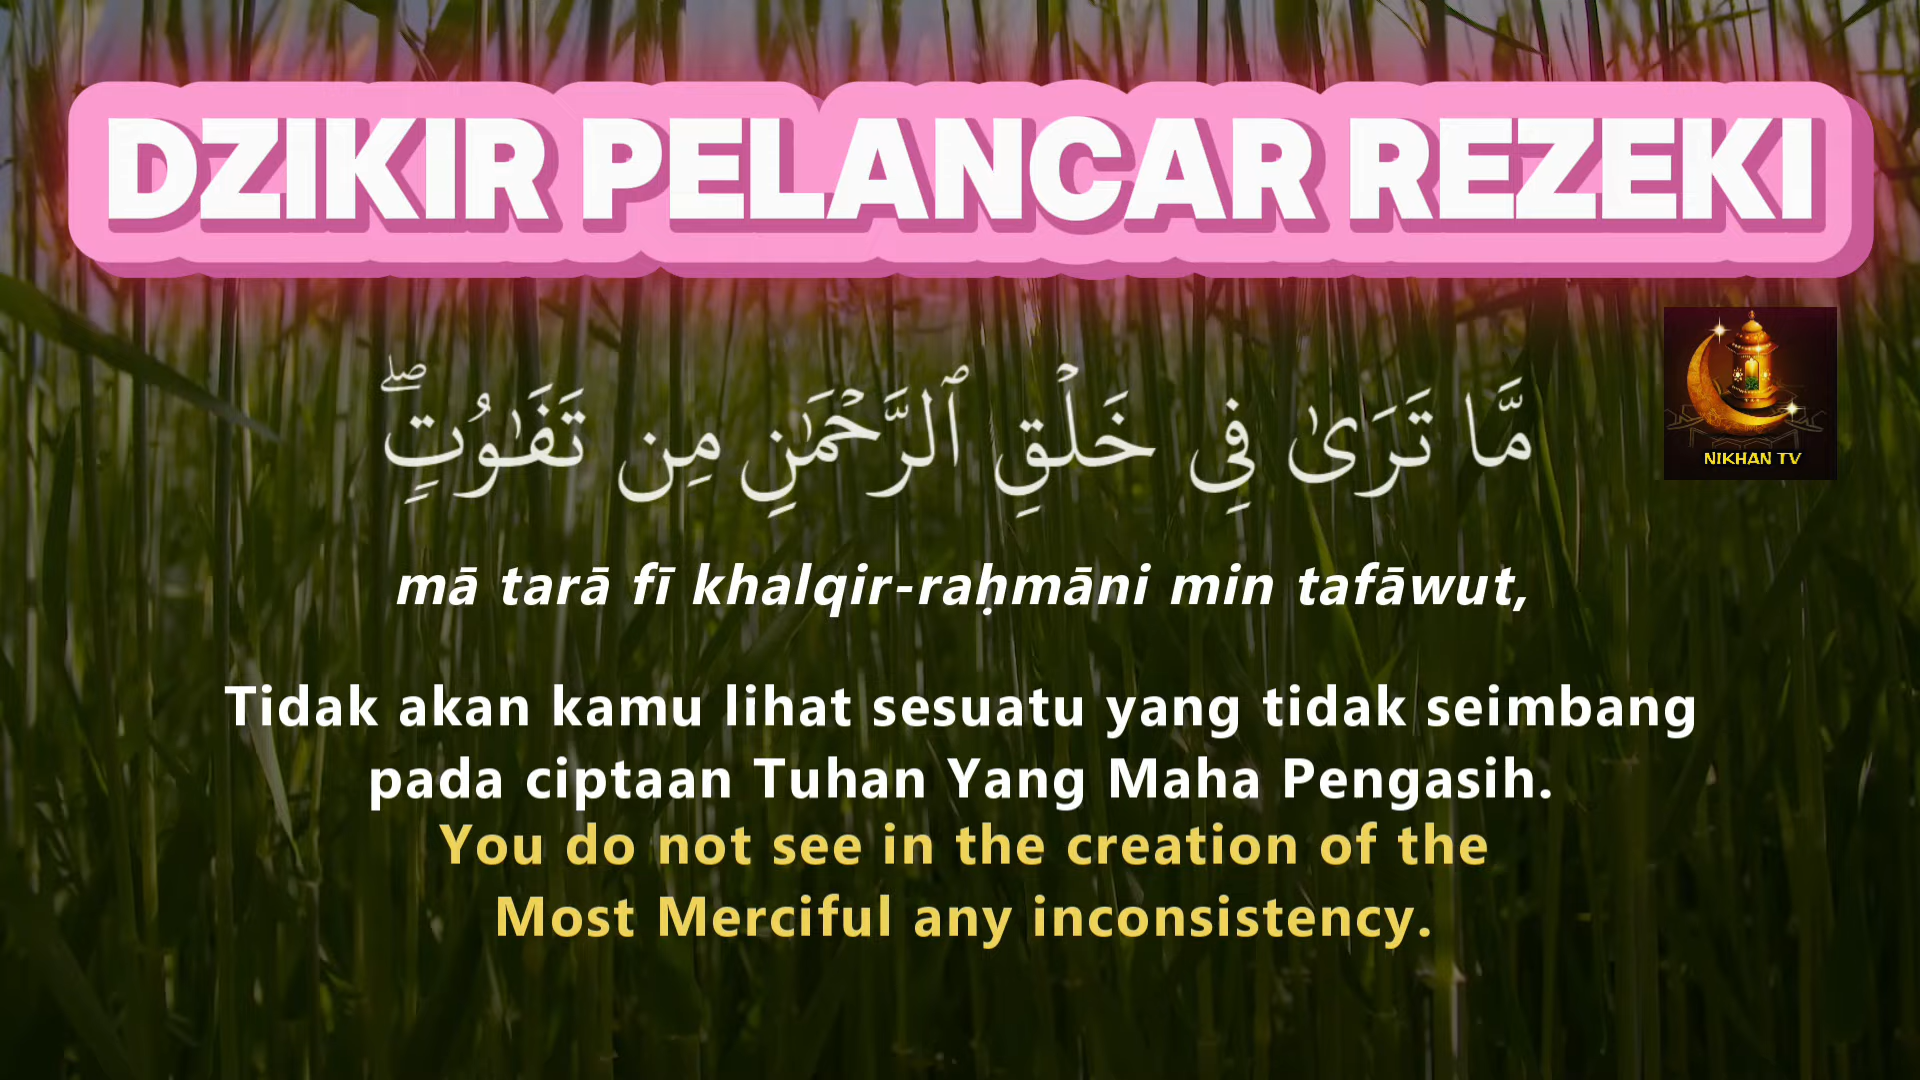 DZIKIR PELANCAR REZEKI
مَّا تَرَىٰ فِى خَلْقِ ٱلرَّحْمَـٰنِ مِن تَفَـٰوُتٍۢ ۖ
NIKHAN TV
mā tarā fī khalqir-raḥmāni min tafāwut,
Tidak akan kamu lihat sesuatu yang tidak seimbang
pada ciptaan Tuhan Yang Maha Pengasih.
You do not see in the creation of the
Most Merciful any inconsistency.